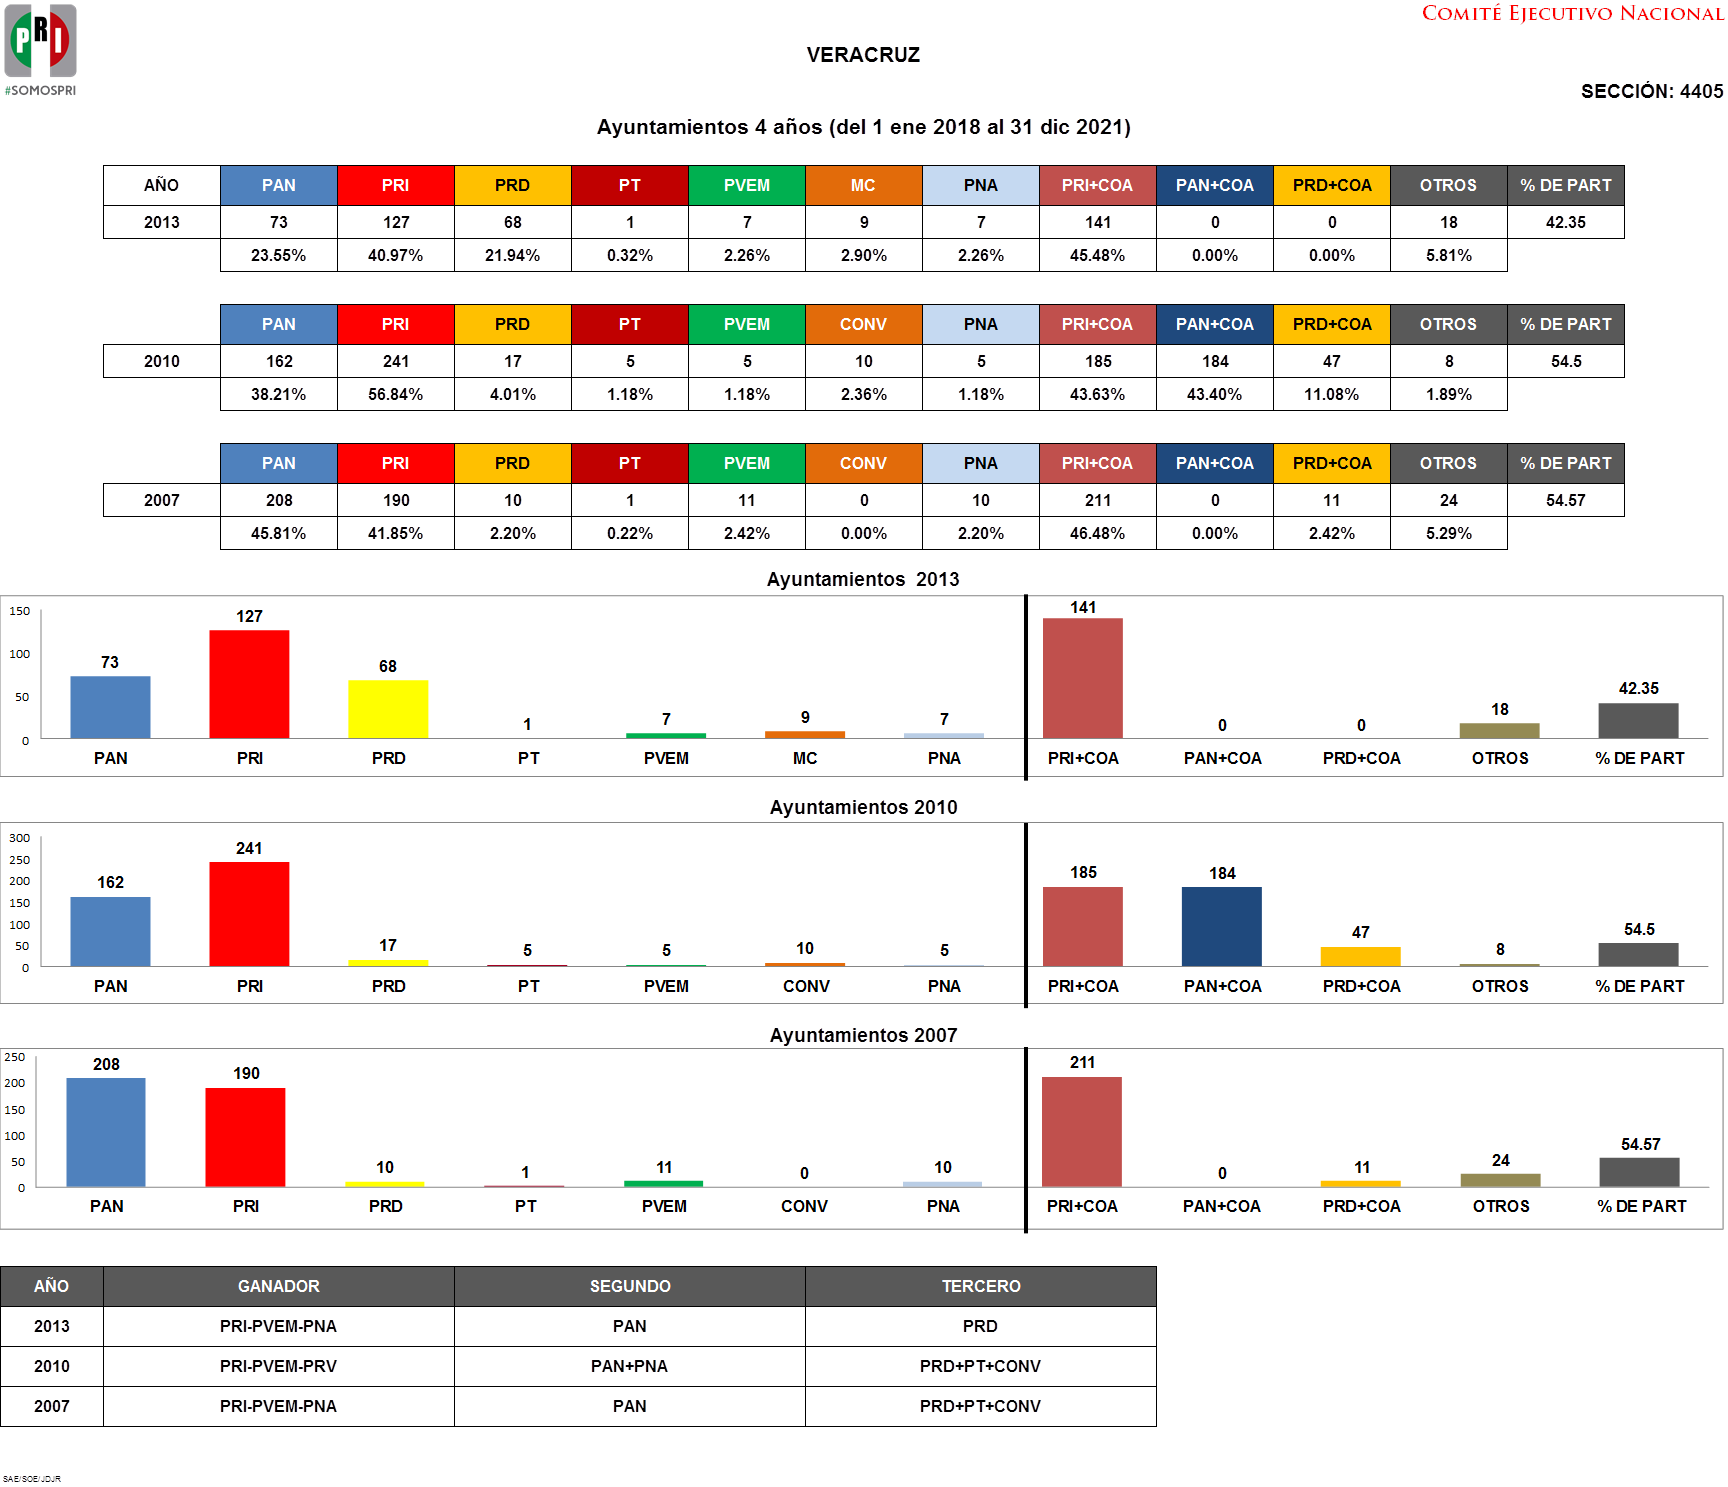 COMITÉ EJECUTIVO NACIONAL
PRI
#SOMOSPRI
VERACRUZ
SECCIÓN: 4405
Ayuntamientos 4 años (del 1 ene 2018 al 31 dic 2021)
AÑO PAN PRI PRD PT PVEM MC PNA PRI+COA PAN+COA PRD+COA OTROS % DE PART
2013 73 127 68 1 7 9 7 141 0 0 18 42.35
23.55% 40.97% 21.94% 0.32% 2.26% 2.90% 2.26% 45.48% 0.00% 0.00% 5.81%
PAN PRI PRD PT PVEM CONV PNA PRI+COA PAN+COA PRD+COA OTROS % DE PART
2010 162 241 17 5 5 10 5 185 184 47 8 54.5
38.21% 56.84% 4.01% 1.18% 1.18% 2.36% 1.18% 43.63% 43.40% 11.08% 1.89%
PAN PRI PRD PT PVEM CONV PNA PRI+COA PAN+COA PRD+COA OTROS % DE PART
2007 208 190 10 1 11 0 10 211 0 11 24 54.57
45.81% 41.85% 2.20% 0.22% 2.42% 0.00% 2.20% 46.48% 0.00% 2.42% 5.29%
Ayuntamientos 2013
150
100
50
0
73 127 68 1 7 9 7 141 0 0 18 42.35
PAN PRI PRD PT PVEM MC PNA PRI+COA PAN+COA PRD+COA OTROS % DE PART
Ayuntamientos 2010
300
250
200
150
100
50
0
162 241 17 5 5 10 5 185 184 47 8 54.5
PAN PRI PRD PT PVEM CONV PNA PRI+COA PAN+COA PRD+COA OTROS % DE PART
Ayuntamientos 2007
250
200
150
100
50
0
208 190 10 1 11 0 10 211 0 11 24 54.57
PAN PRI PRD PT PVEM CONV PNA PRI+COA PAN+COA PRD+COA OTROS % DE PART
AÑO GANADOR SEGUNDO TERCERO
2013 PRI-PVEM-PNA PAN PRD
2010 PRI-PVEM-PRV PAN+PNA PRD+PT+CONV
2007 PRI-PVEM-PNA PAN PRD+PT+CONV
SAE/SOE/JDJR